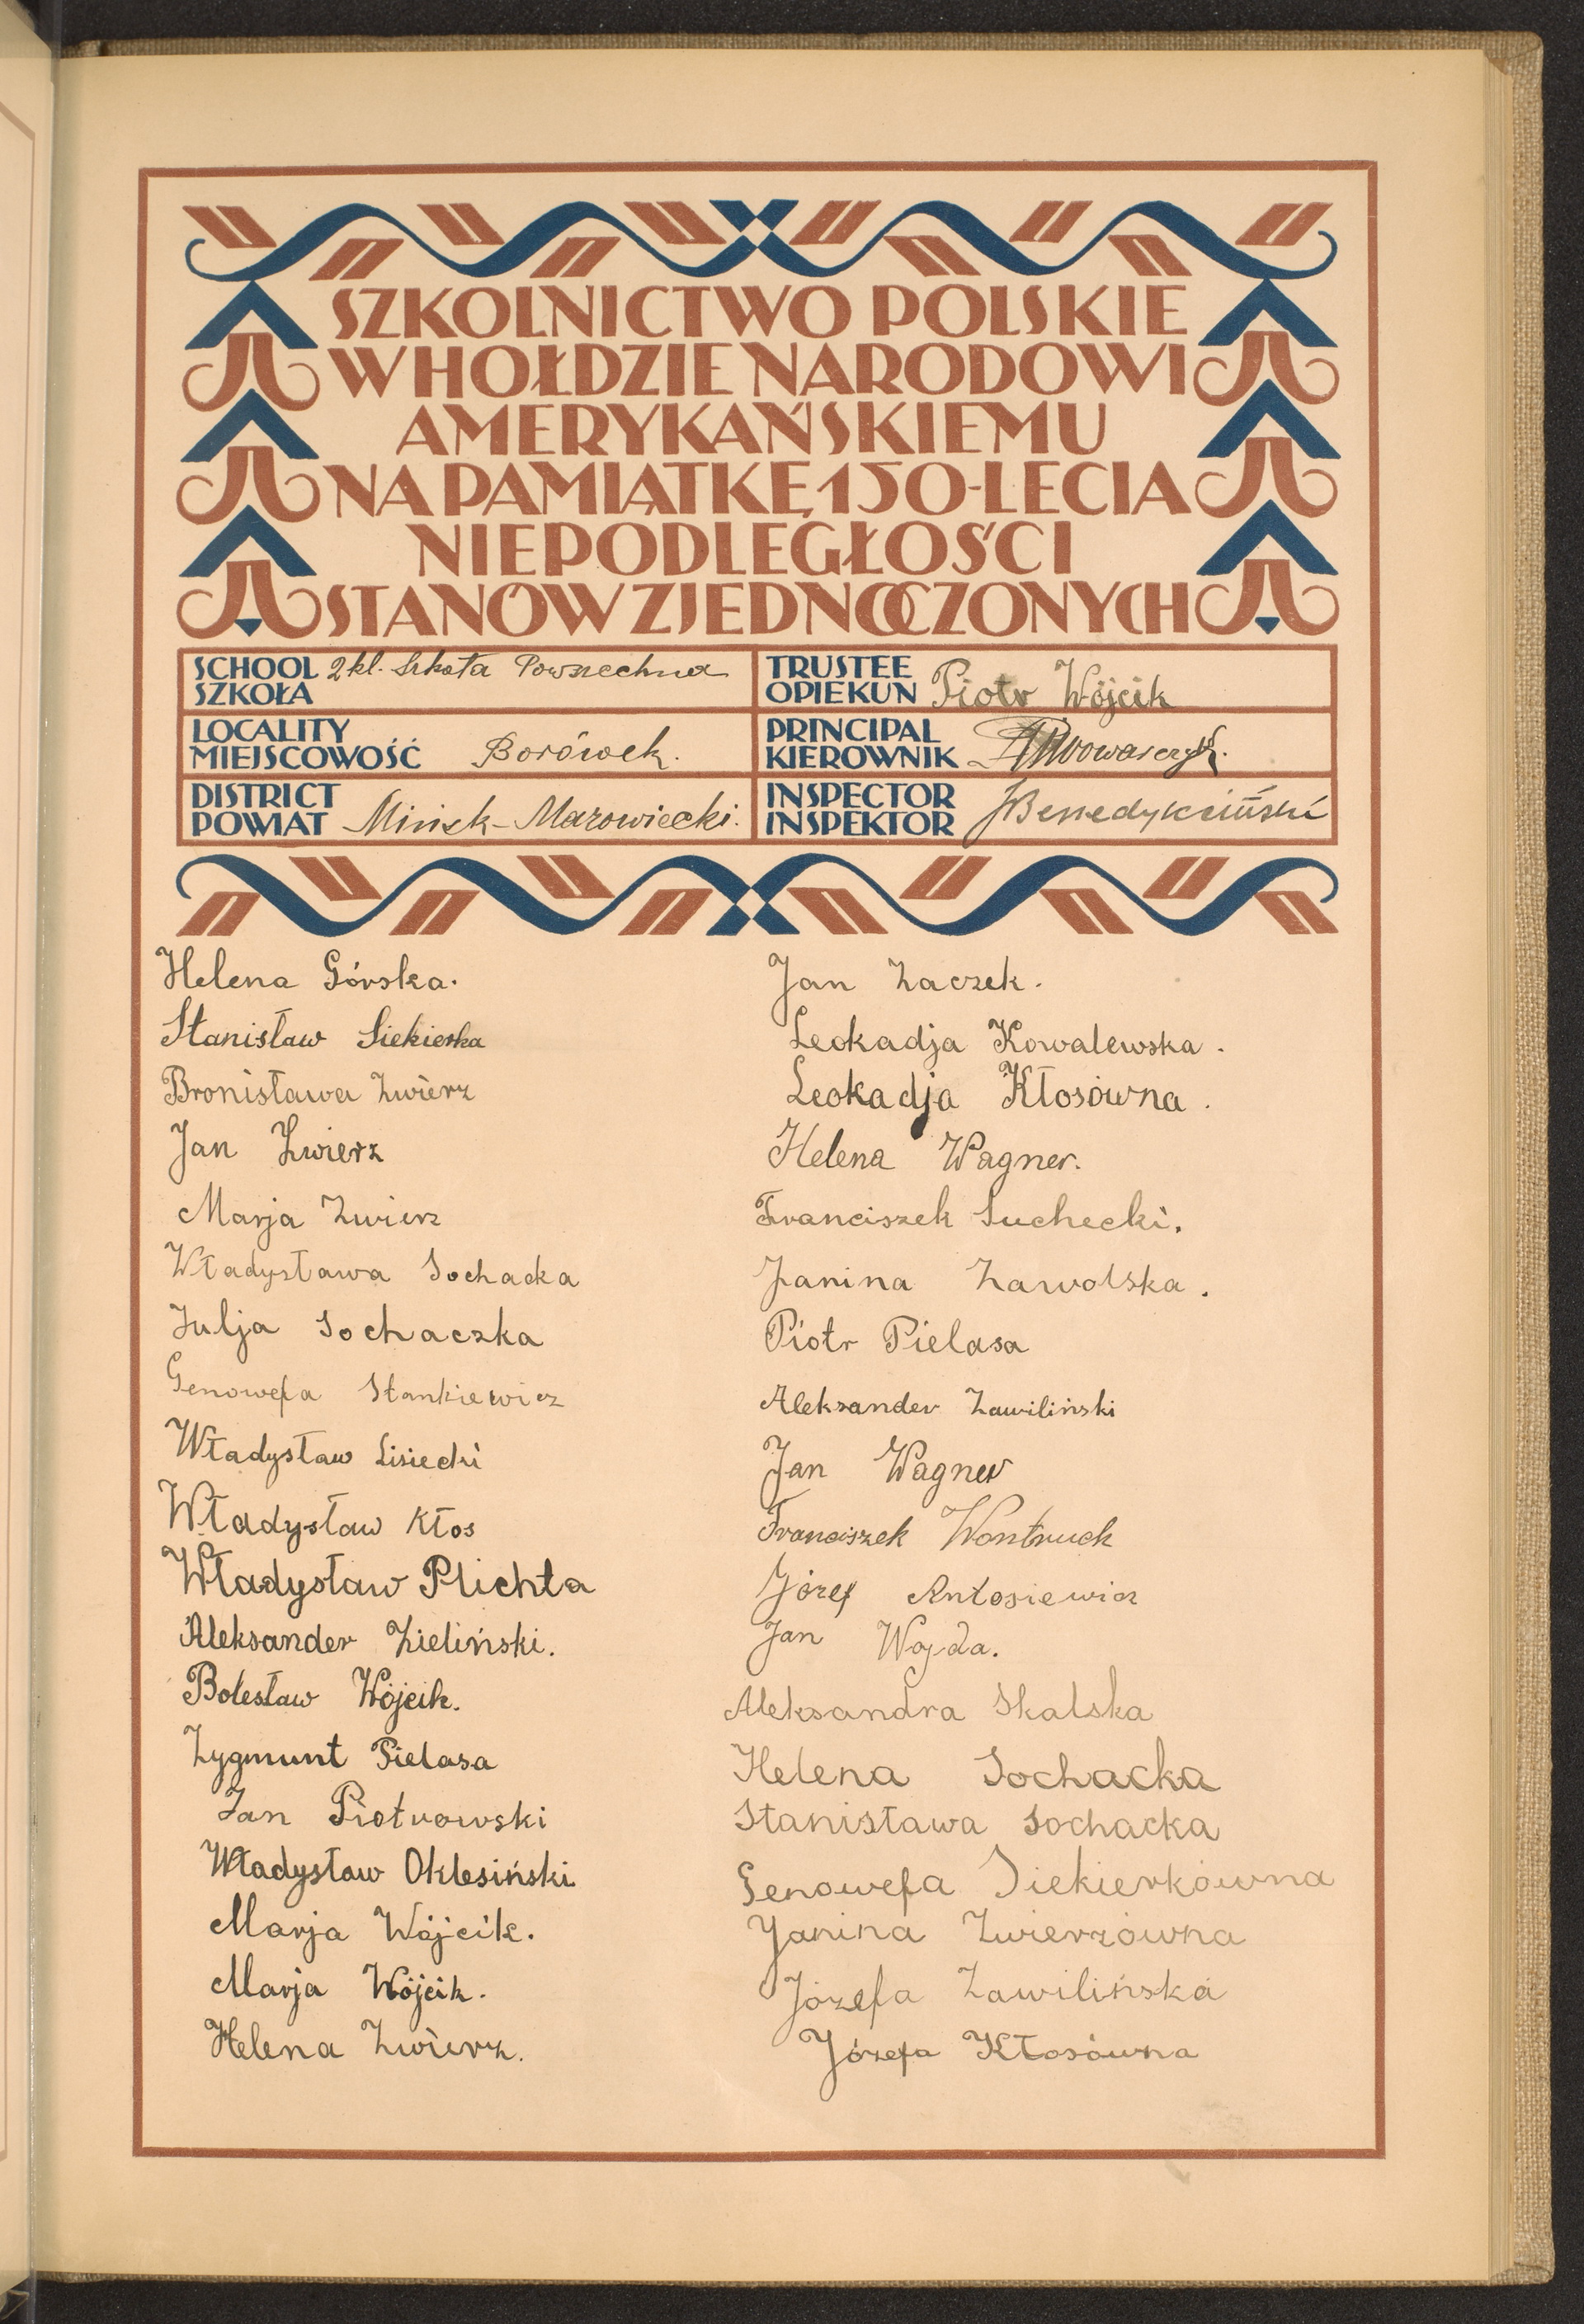 SZKOLNICTWO POLSKIE
W HOŁDZIE NARODOWI
AMERYKAŃSKIEMU
NA PAMIĄTKĘ 150-LECIA
NIEPODLEGŁOŚCI
STANÓW ZJEDNOCZONYCH
SCHOOL SZKOŁA 2 kl. Szkoła Powszechna
TRUSTEE OPIEKUN Piotr Wójcik
LOCALITY MIEJSCOWOŚĆ Borówek.
PRINCIPAL KIEROWNIK
DISTRICT POWIAT Mińsk-Mazowiecki.
INSPECTOR INSPEKTOR
Helena Górska.
Stanisław Siekierka
Bronisława Zwierz
Jan Zwierz
Marja Zwierz
Władysława Sochacka
Julja Sochaczka
Genowefa Stankiewicz
Władysław Lisiecki
Władysław Kłos
Władysław Plichta
Aleksander Zieliński.
Bolesław Wójcik.
Zygmunt Pielasa
Jan Piotrowski
Władysław Oklesiński
Marja Wójcik.
Marja Wójcik.
Helena Zwierz.
Jan Zaczek.
Leokadja Kowalewska.
Leokadja Kłosówna.
Helena Wagner.
Franciszek Suchecki.
Janina Zawolska.
Piotr Pielasa
Aleksander Zawiliński
Jan Wagner
Franciszek Wontruck
Józef Antosiewicz
Jan Wojda.
Aleksandra Skalska
Helena Sochacka
Stanisława Sochacka
Genowefa Siekierkówna
Janina Zwierzówna
Józefa Zawilińska
Józefa Kłosówna